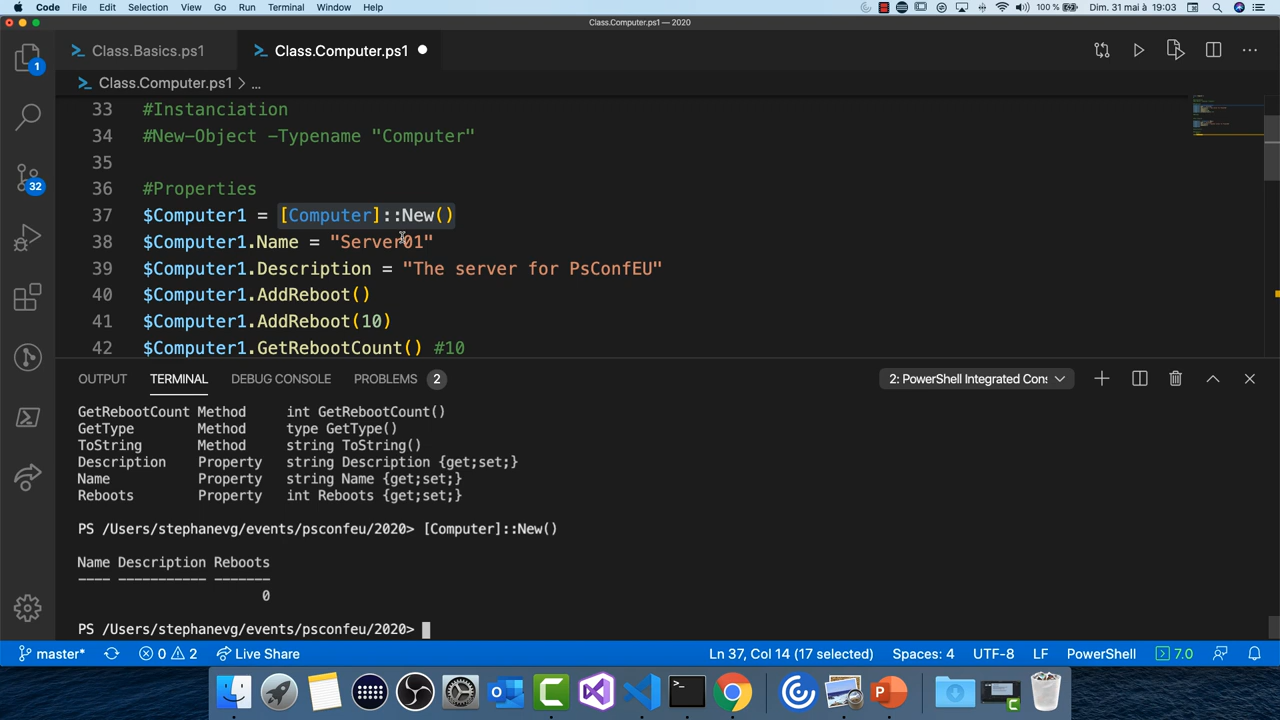 Code File Edit Selection View Go Run Terminal Window Help 100 % Dim. 31 mai à 19:03
Class.Computer.ps1 — 2020
Class.Basics.ps1 Class.Computer.ps1
Class.Computer.ps1 > ...
33 #Instanciation
34 #New-Object -Typename "Computer"
35
36 #Properties
37 $Computer1 = [Computer]::New()
38 $Computer1.Name = "Server01"
39 $Computer1.Description = "The server for PsConfEU"
40 $Computer1.AddReboot()
41 $Computer1.AddReboot(10)
42 $Computer1.GetRebootCount() #10
1
32
OUTPUT TERMINAL DEBUG CONSOLE PROBLEMS 2 2: PowerShell Integrated Cons
GetRebootCount Method int GetRebootCount()
GetType Method type GetType()
ToString Method string ToString()
Description Property string Description {get;set;}
Name Property string Name {get;set;}
Reboots Property int Reboots {get;set;}
PS /Users/stephanevg/events/psconfeu/2020> [Computer]::New()
Name Description Reboots
---- ----------- -------
0
PS /Users/stephanevg/events/psconfeu/2020>
master* 0 2 Live Share Ln 37, Col 14 (17 selected) Spaces: 4 UTF-8 LF PowerShell 7.0